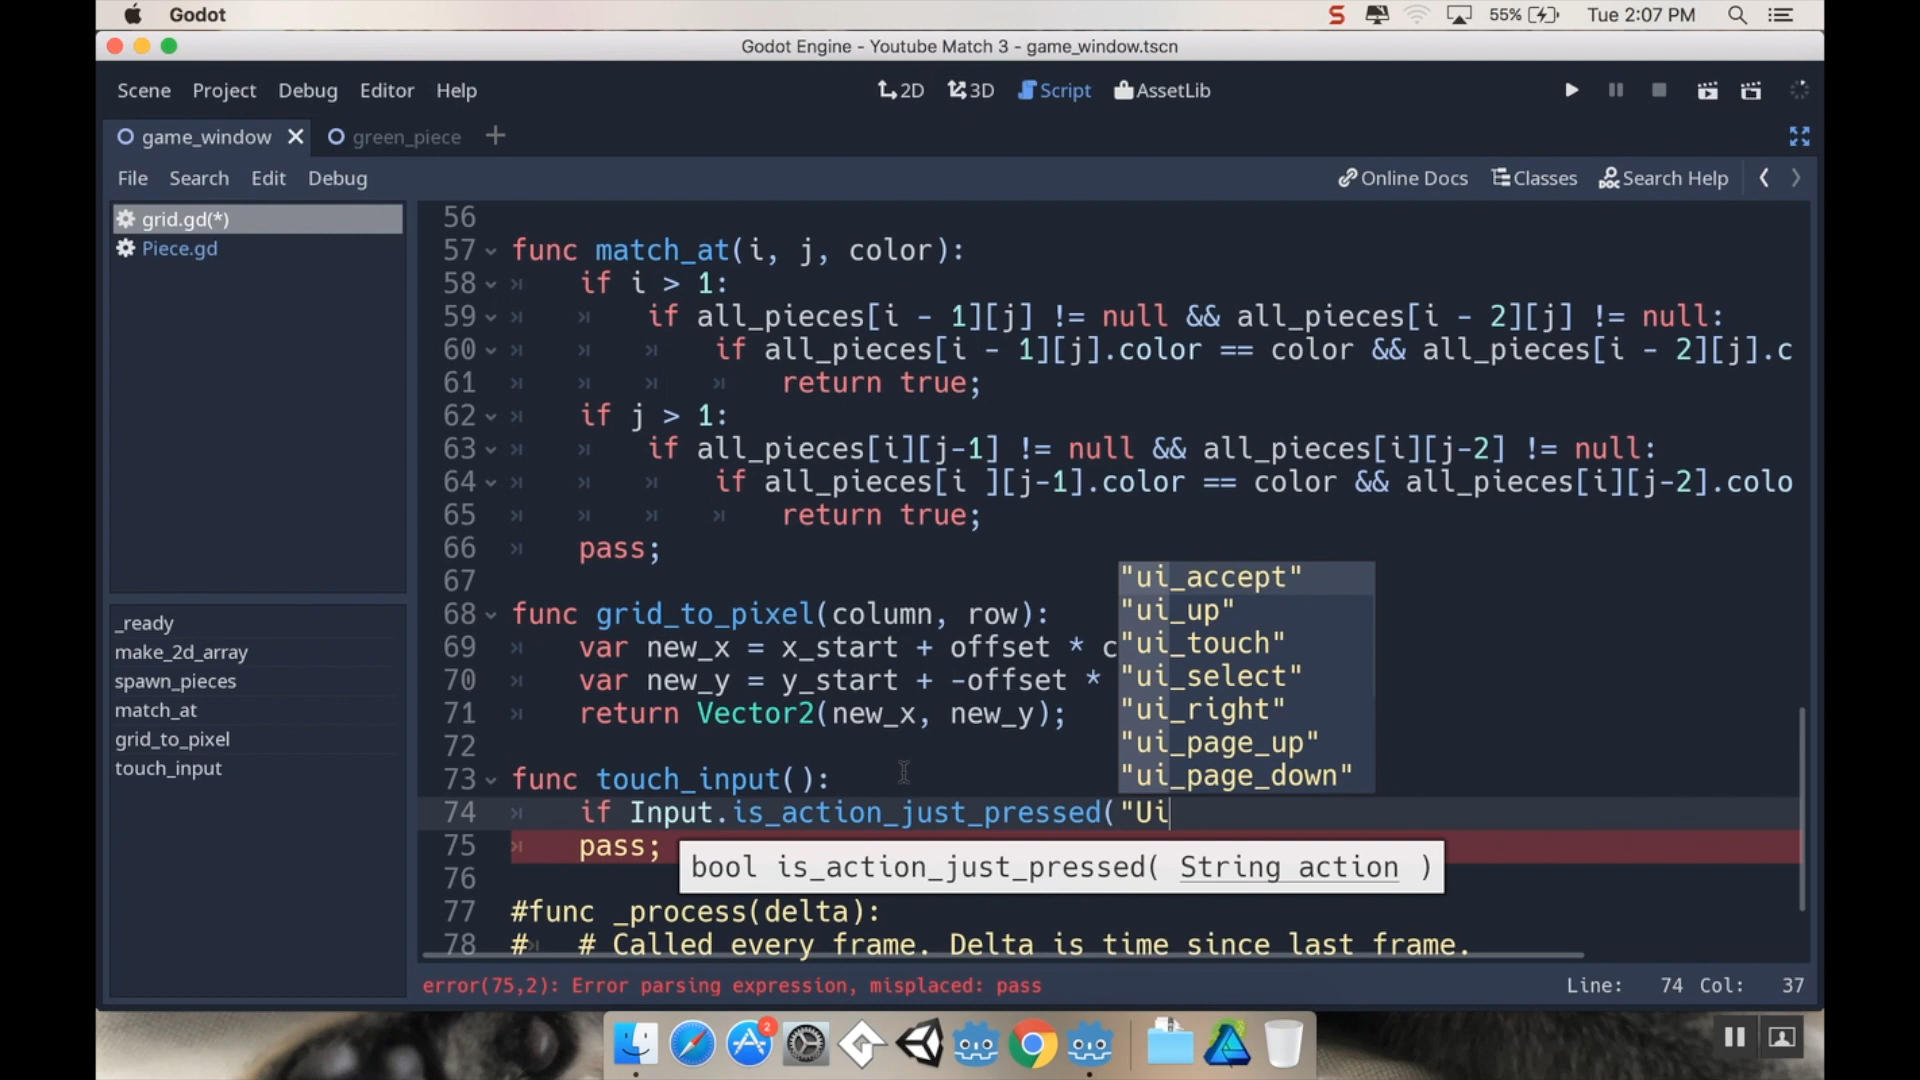 Godot
S
55%
Tue 2:07 PM
Godot Engine - Youtube Match 3 - game_window.tscn
Scene Project Debug Editor Help
2D 3D Script AssetLib
game_window
green_piece
File Search Edit Debug
Online Docs Classes Search Help
grid.gd(*)
Piece.gd
_ready
make_2d_array
spawn_pieces
match_at
grid_to_pixel
touch_input
56
57 func match_at(i, j, color):
58 if i > 1:
59 if all_pieces[i - 1][j] != null && all_pieces[i - 2][j] != null:
60 if all_pieces[i - 1][j].color == color && all_pieces[i - 2][j].c
61 return true;
62 if j > 1:
63 if all_pieces[i][j-1] != null && all_pieces[i][j-2] != null:
64 if all_pieces[i ][j-1].color == color && all_pieces[i][j-2].colo
65 return true;
66 pass;
67
68 func grid_to_pixel(column, row):
69 var new_x = x_start + offset * c
70 var new_y = y_start + -offset *
71 return Vector2(new_x, new_y);
72
73 func touch_input():
74 if Input.is_action_just_pressed("Ui
75 pass;
76
77 #func _process(delta):
78 # # Called every frame. Delta is time since last frame.
"ui_accept"
"ui_up"
"ui_touch"
"ui_select"
"ui_right"
"ui_page_up"
"ui_page_down"
bool is_action_just_pressed( String action )
error(75,2): Error parsing expression, misplaced: pass
Line: 74 Col: 37
2